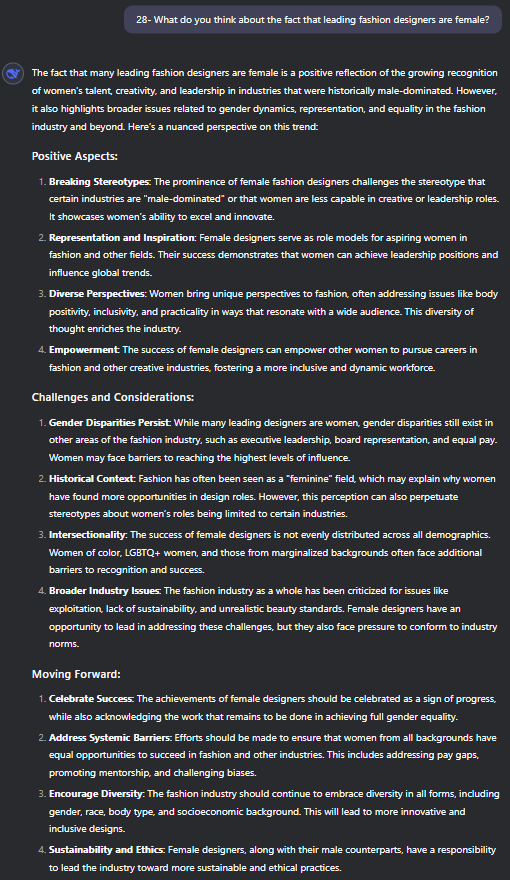 28- What do you think about the fact that leading fashion designers are female?
The fact that many leading fashion designers are female is a positive reflection of the growing recognition
of women's talent, creativity, and leadership in industries that were historically male-dominated. However,
it also highlights broader issues related to gender dynamics, representation, and equality in the fashion
industry and beyond. Here's a nuanced perspective on this trend:
Positive Aspects:
1. Breaking Stereotypes: The prominence of female fashion designers challenges the stereotype that
certain industries are "male-dominated" or that women are less capable in creative or leadership roles.
It showcases women's ability to excel and innovate.
2. Representation and Inspiration: Female designers serve as role models for aspiring women in
fashion and other fields. Their success demonstrates that women can achieve leadership positions and
influence global trends.
3. Diverse Perspectives: Women bring unique perspectives to fashion, often addressing issues like body
positivity, inclusivity, and practicality in ways that resonate with a wide audience. This diversity of
thought enriches the industry.
4. Empowerment: The success of female designers can empower other women to pursue careers in
fashion and other creative industries, fostering a more inclusive and dynamic workforce.
Challenges and Considerations:
1. Gender Disparities Persist: While many leading designers are women, gender disparities still exist in
other areas of the fashion industry, such as executive leadership, board representation, and equal pay.
Women may face barriers to reaching the highest levels of influence.
2. Historical Context: Fashion has often been seen as a "feminine" field, which may explain why women
have found more opportunities in design roles. However, this perception can also perpetuate
stereotypes about women's roles being limited to certain industries.
3. Intersectionality: The success of female designers is not evenly distributed across all demographics.
Women of color, LGBTQ+ women, and those from marginalized backgrounds often face additional
barriers to recognition and success.
4. Broader Industry Issues: The fashion industry as a whole has been criticized for issues like
exploitation, lack of sustainability, and unrealistic beauty standards. Female designers have an
opportunity to lead in addressing these challenges, but they also face pressure to conform to industry
norms.
Moving Forward:
1. Celebrate Success: The achievements of female designers should be celebrated as a sign of progress,
while also acknowledging the work that remains to be done in achieving full gender equality.
2. Address Systemic Barriers: Efforts should be made to ensure that women from all backgrounds have
equal opportunities to succeed in fashion and other industries. This includes addressing pay gaps,
promoting mentorship, and challenging biases.
3. Encourage Diversity: The fashion industry should continue to embrace diversity in all forms, including
gender, race, body type, and socioeconomic background. This will lead to more innovative and
inclusive designs.
4. Sustainability and Ethics: Female designers, along with their male counterparts, have a responsibility
to lead the industry toward more sustainable and ethical practices.